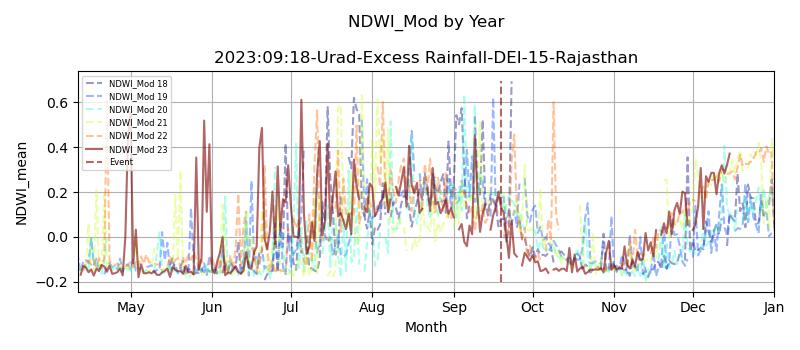 NDWI_Mod by Year
2023:09:18-Urad-Excess Rainfall-DEI-15-Rajasthan
NDWI_Mod 18
NDWI_Mod 19
NDWI_Mod 20
NDWI_Mod 21
NDWI_Mod 22
NDWI_Mod 23
Event
NDWI_mean
0.6
0.4
0.2
0.0
−0.2
May
Jun
Jul
Aug
Sep
Oct
Nov
Dec
Jan
Month